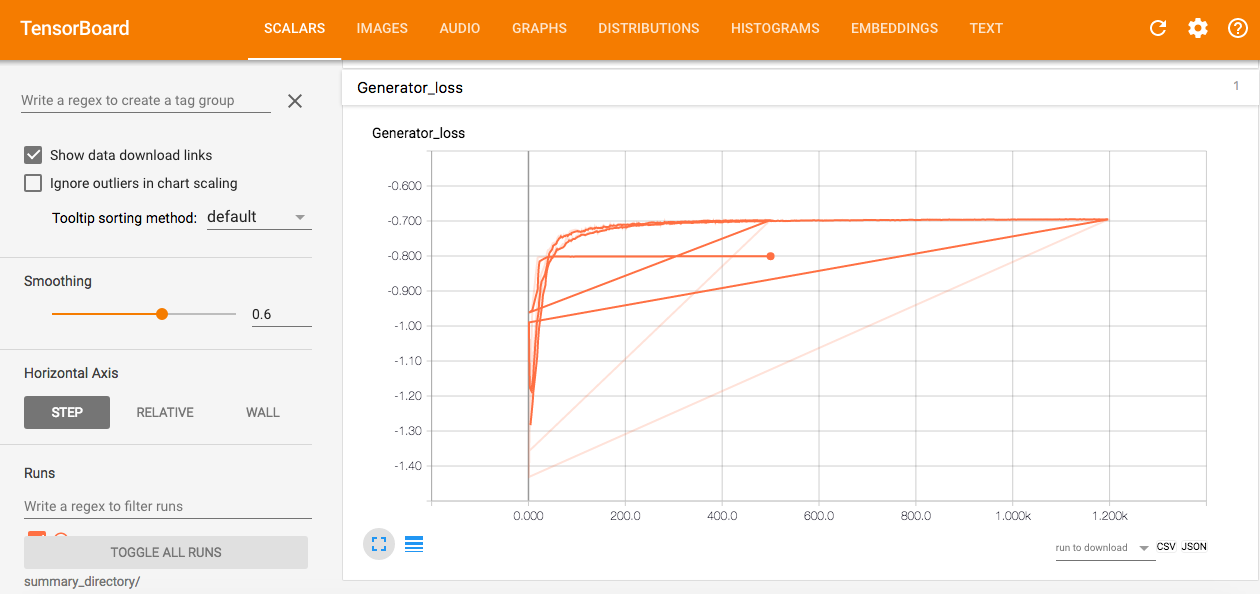 TensorBoard SCALARS IMAGES AUDIO GRAPHS DISTRIBUTIONS HISTOGRAMS EMBEDDINGS TEXT
Write a regex to create a tag group
Show data download links
Ignore outliers in chart scaling
Tooltip sorting method: default
Smoothing
0.6
Horizontal Axis
STEP RELATIVE WALL
Runs
Write a regex to filter runs
TOGGLE ALL RUNS
summary_directory/
Generator_loss 1
Generator_loss
-0.600
-0.700
-0.800
-0.900
-1.00
-1.10
-1.20
-1.30
-1.40
0.000 200.0 400.0 600.0 800.0 1.000k 1.200k
run to download CSV JSON